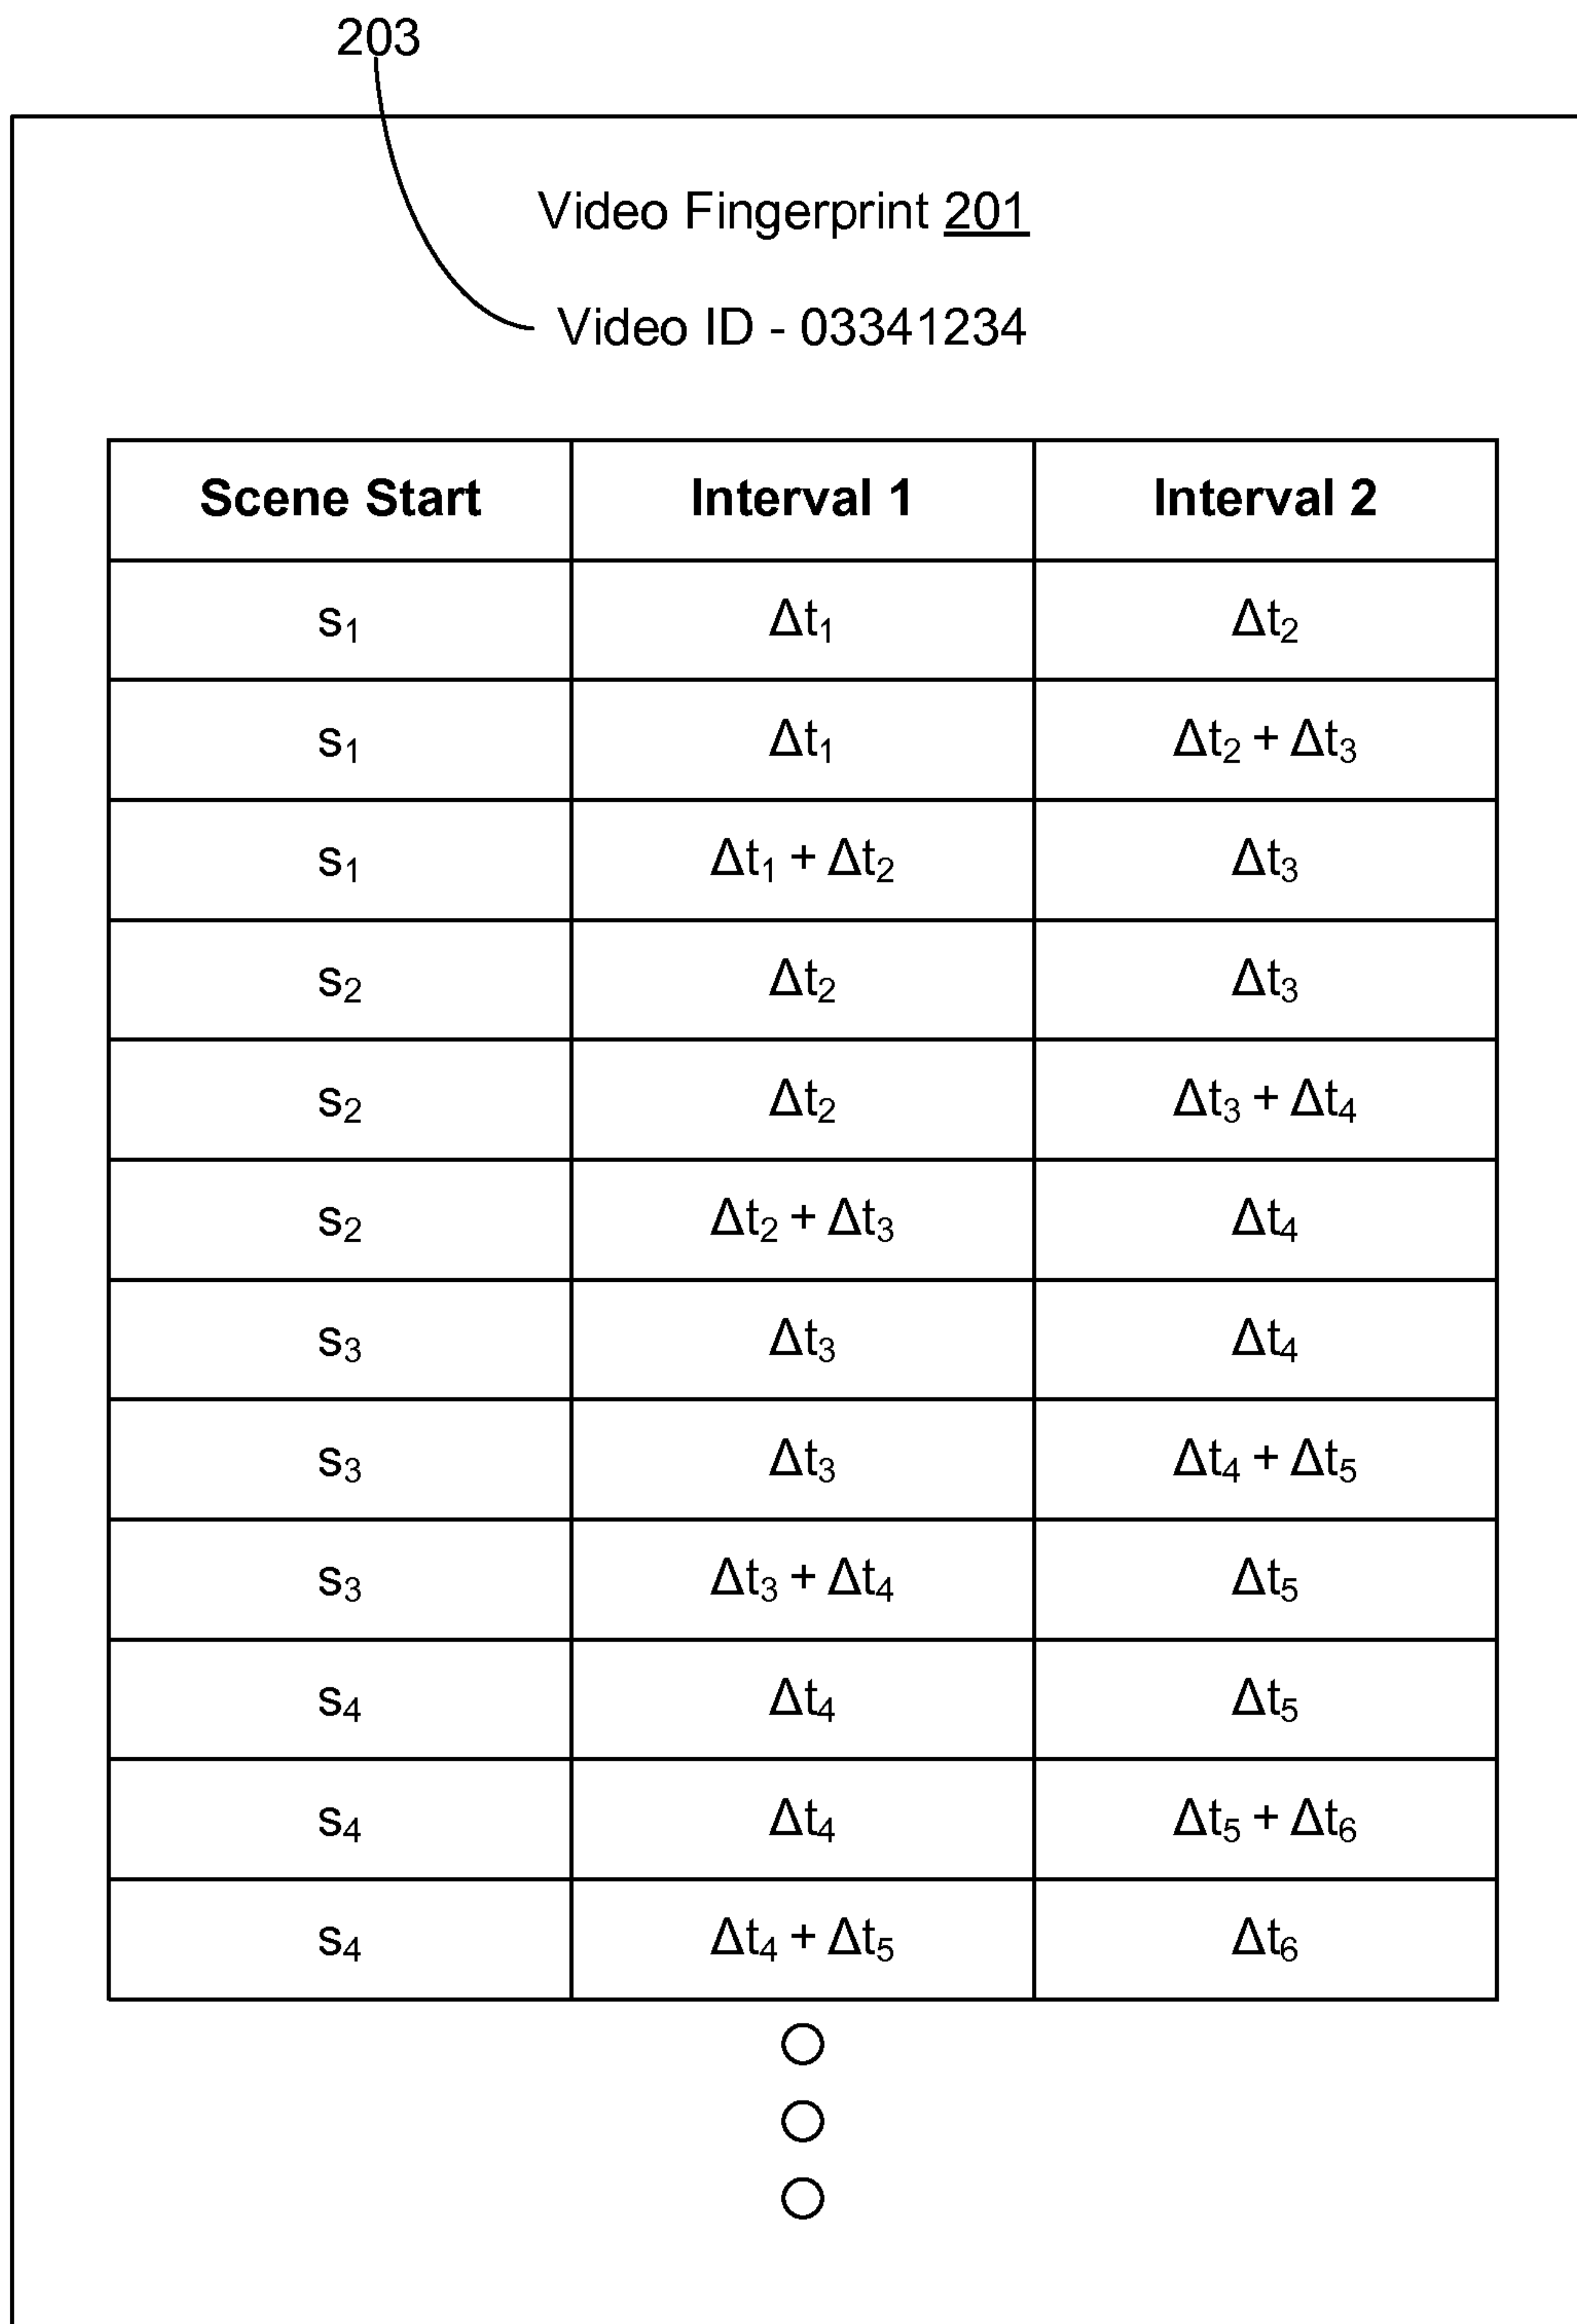 203
Video Fingerprint 201
Video ID - 03341234
Scene Start Interval 1 Interval 2
s₁ Δt₁ Δt₂
s₁ Δt₁ Δt₂ + Δt₃
s₁ Δt₁ + Δt₂ Δt₃
s₂ Δt₂ Δt₃
s₂ Δt₂ Δt₃ + Δt₄
s₂ Δt₂ + Δt₃ Δt₄
s₃ Δt₃ Δt₄
s₃ Δt₃ Δt₄ + Δt₅
s₃ Δt₃ + Δt₄ Δt₅
s₄ Δt₄ Δt₅
s₄ Δt₄ Δt₅ + Δt₆
s₄ Δt₄ + Δt₅ Δt₆